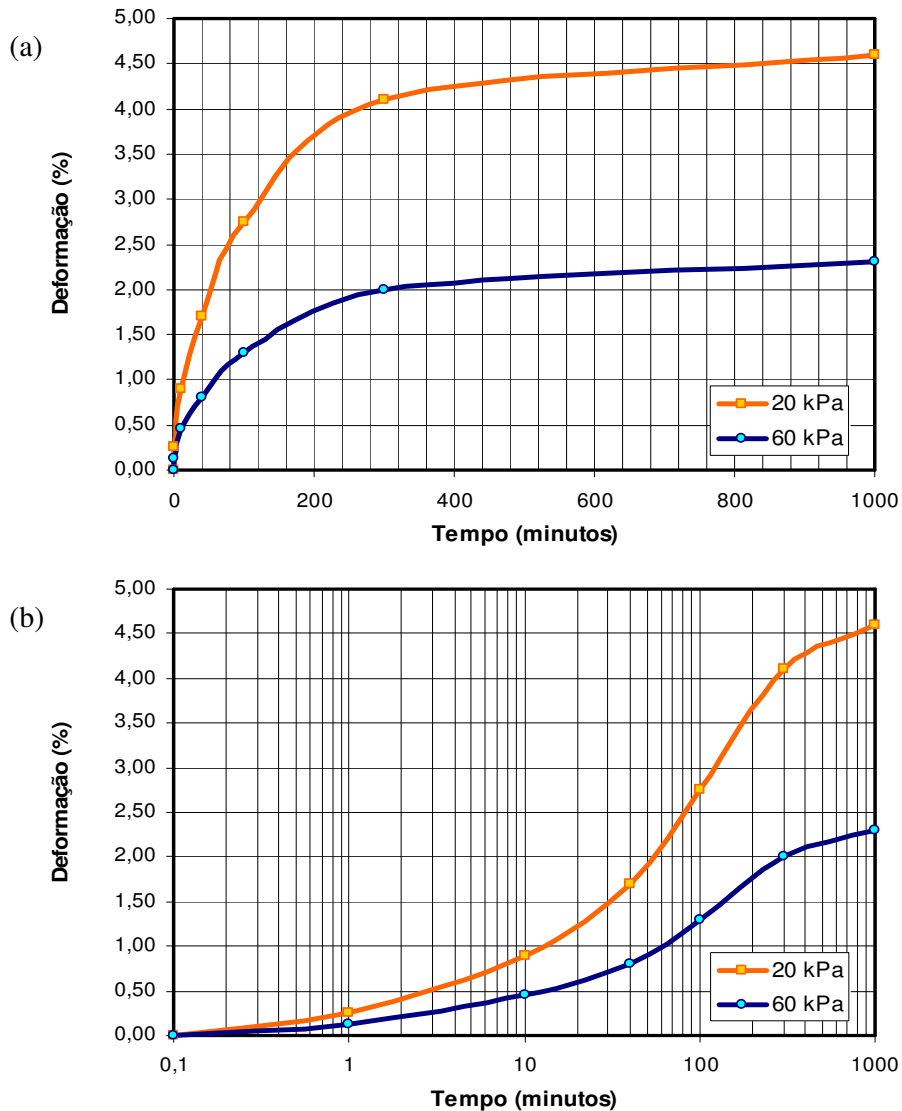 (a)
5,00
4,50
4,00
3,50
3,00
2,50
2,00
1,50
1,00
0,50
0,00
Deformação (%)
0 200 400 600 800 1000
Tempo (minutos)
20 kPa
60 kPa
(b)
5,00
4,50
4,00
3,50
3,00
2,50
2,00
1,50
1,00
0,50
0,00
Deformação (%)
0,1 1 10 100 1000
Tempo (minutos)
20 kPa
60 kPa